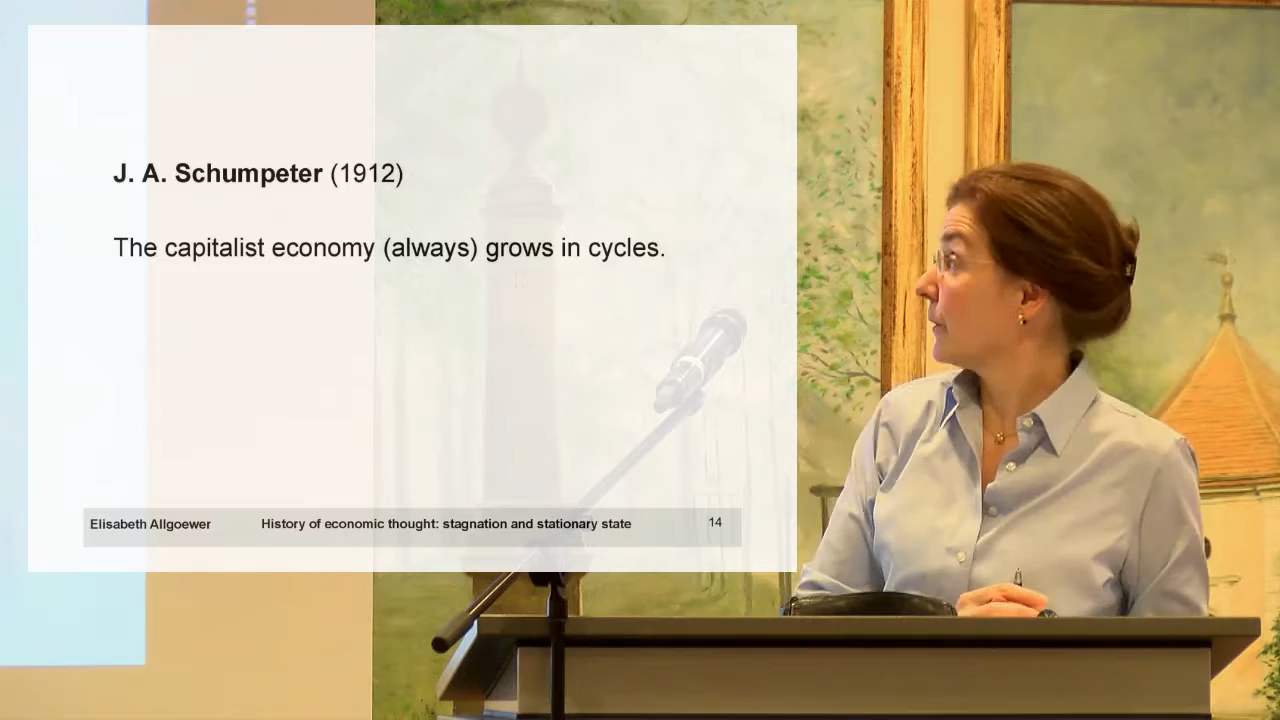 J. A. Schumpeter (1912)
The capitalist economy (always) grows in cycles.
Elisabeth Allgoewer History of economic thought: stagnation and stationary state 14